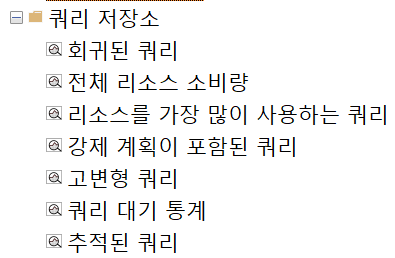 쿼리 저장소
회귀된 쿼리
전체 리소스 소비량
리소스를 가장 많이 사용하는 쿼리
강제 계획이 포함된 쿼리
고변형 쿼리
쿼리 대기 통계
추적된 쿼리